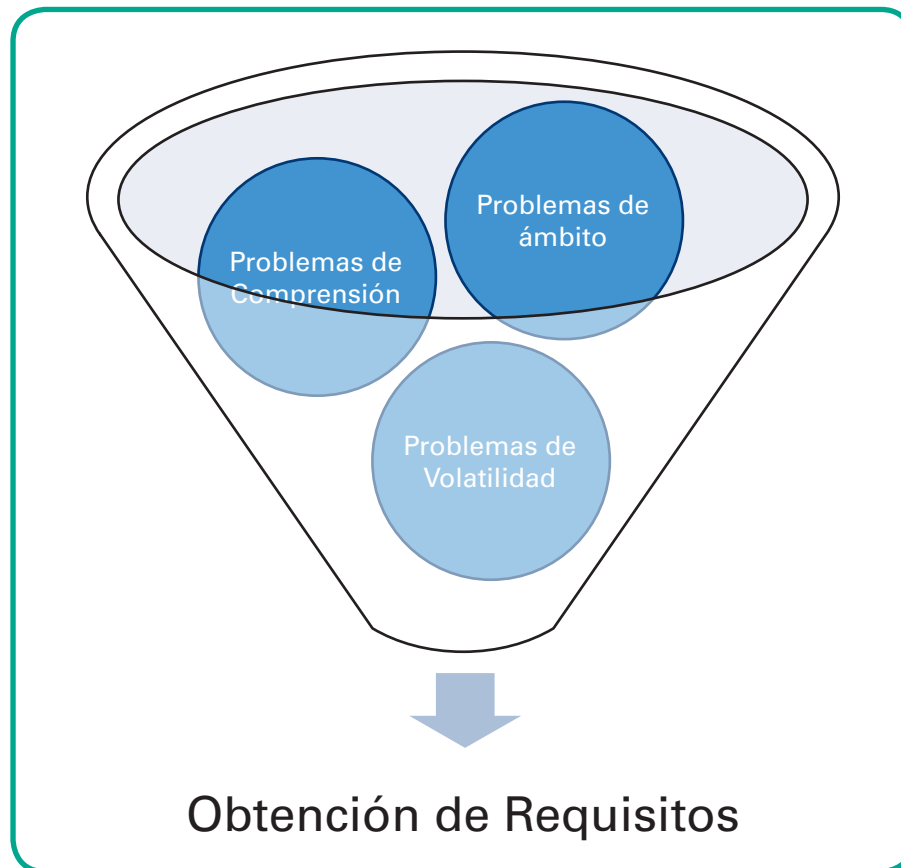 Problemas de
ámbito
Problemas de
Comprensión
Problemas de
Volatilidad
Obtención de Requisitos